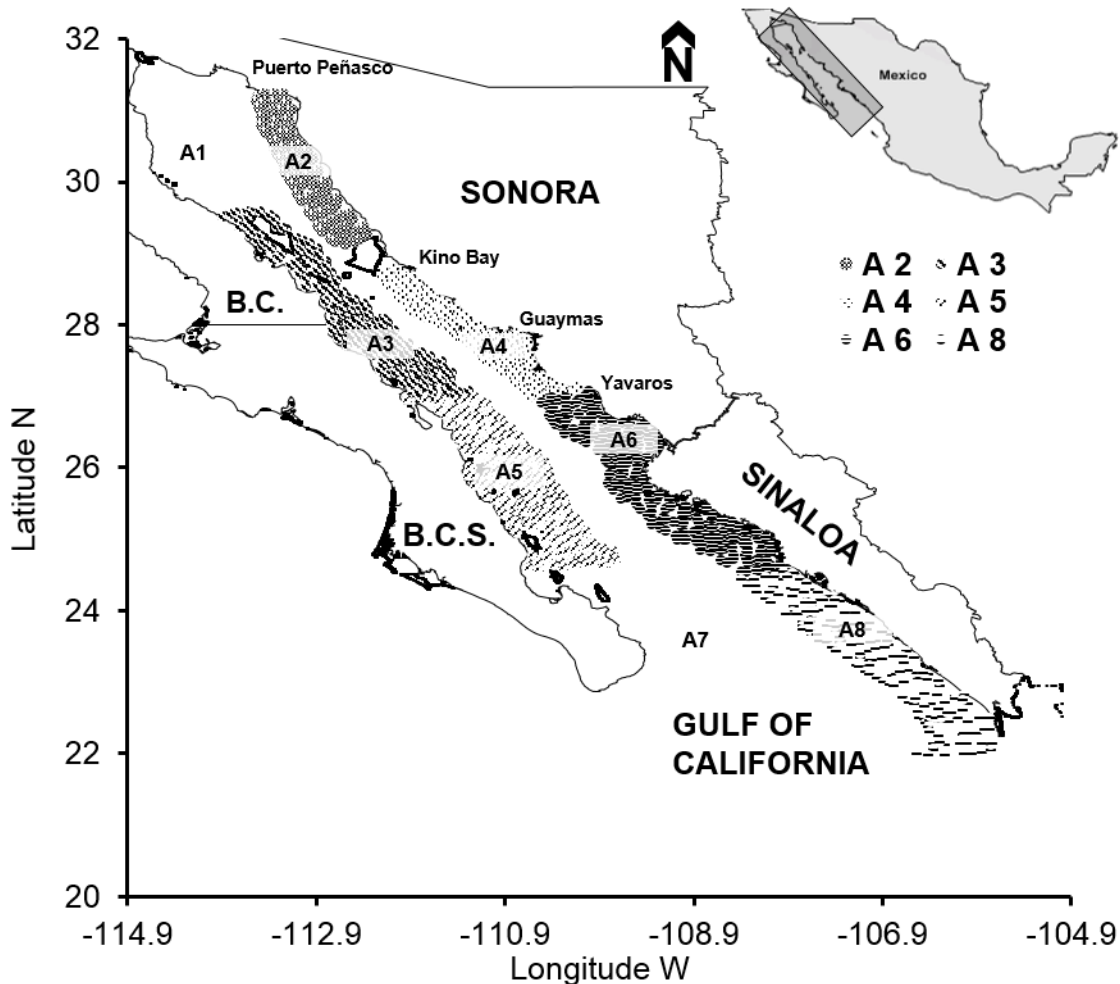 32
30
28
26
24
22
20
Latitude N
-114.9
-112.9
-110.9
-108.9
-106.9
-104.9
Longitude W
N
Mexico
Puerto Peñasco
A1
A2
SONORA
Kino Bay
B.C.
Guaymas
A3
A4
Yavaros
A6
A5
SINALOA
B.C.S.
A8
A7
GULF OF
CALIFORNIA
A 2 A 3
A 4 A 5
A 6 A 8